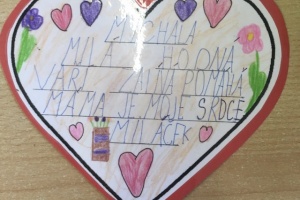 MICHALA
MILÁ HODNÁ
VAŘÍ POMÁHÁ
MÁMA JE MOJE SRDCE
MILÁČEK